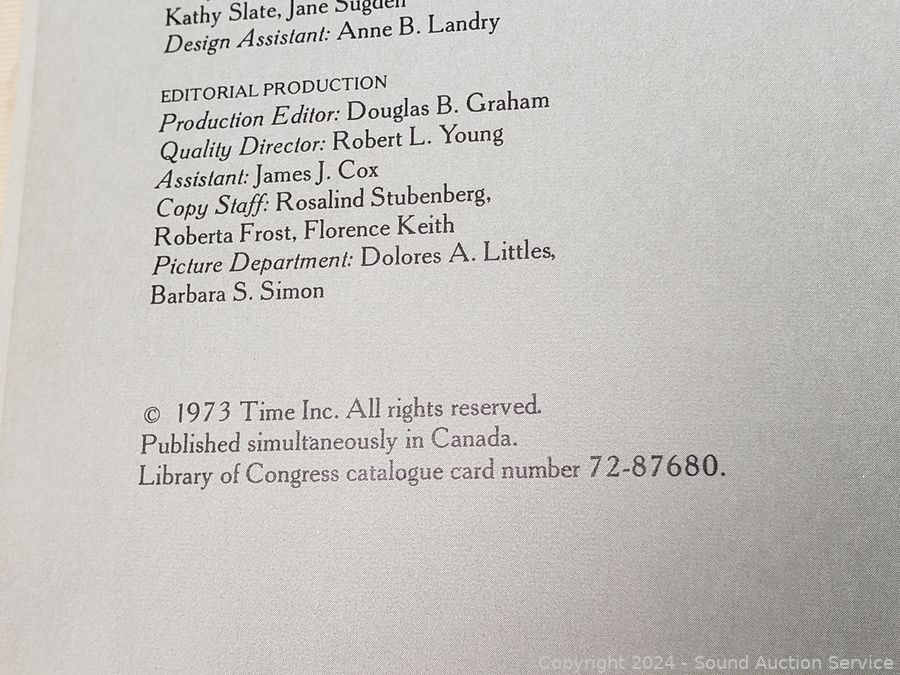 Kathy Slate, Jane Sugden
Design Assistant: Anne B. Landry
EDITORIAL PRODUCTION
Production Editor: Douglas B. Graham
Quality Director: Robert L. Young
Assistant: James J. Cox
Copy Staff: Rosalind Stubenberg,
Roberta Frost, Florence Keith
Picture Department: Dolores A. Littles,
Barbara S. Simon
© 1973 Time Inc. All rights reserved.
Published simultaneously in Canada.
Library of Congress catalogue card number 72-87680.
Copyright 2024 - Sound Auction Service